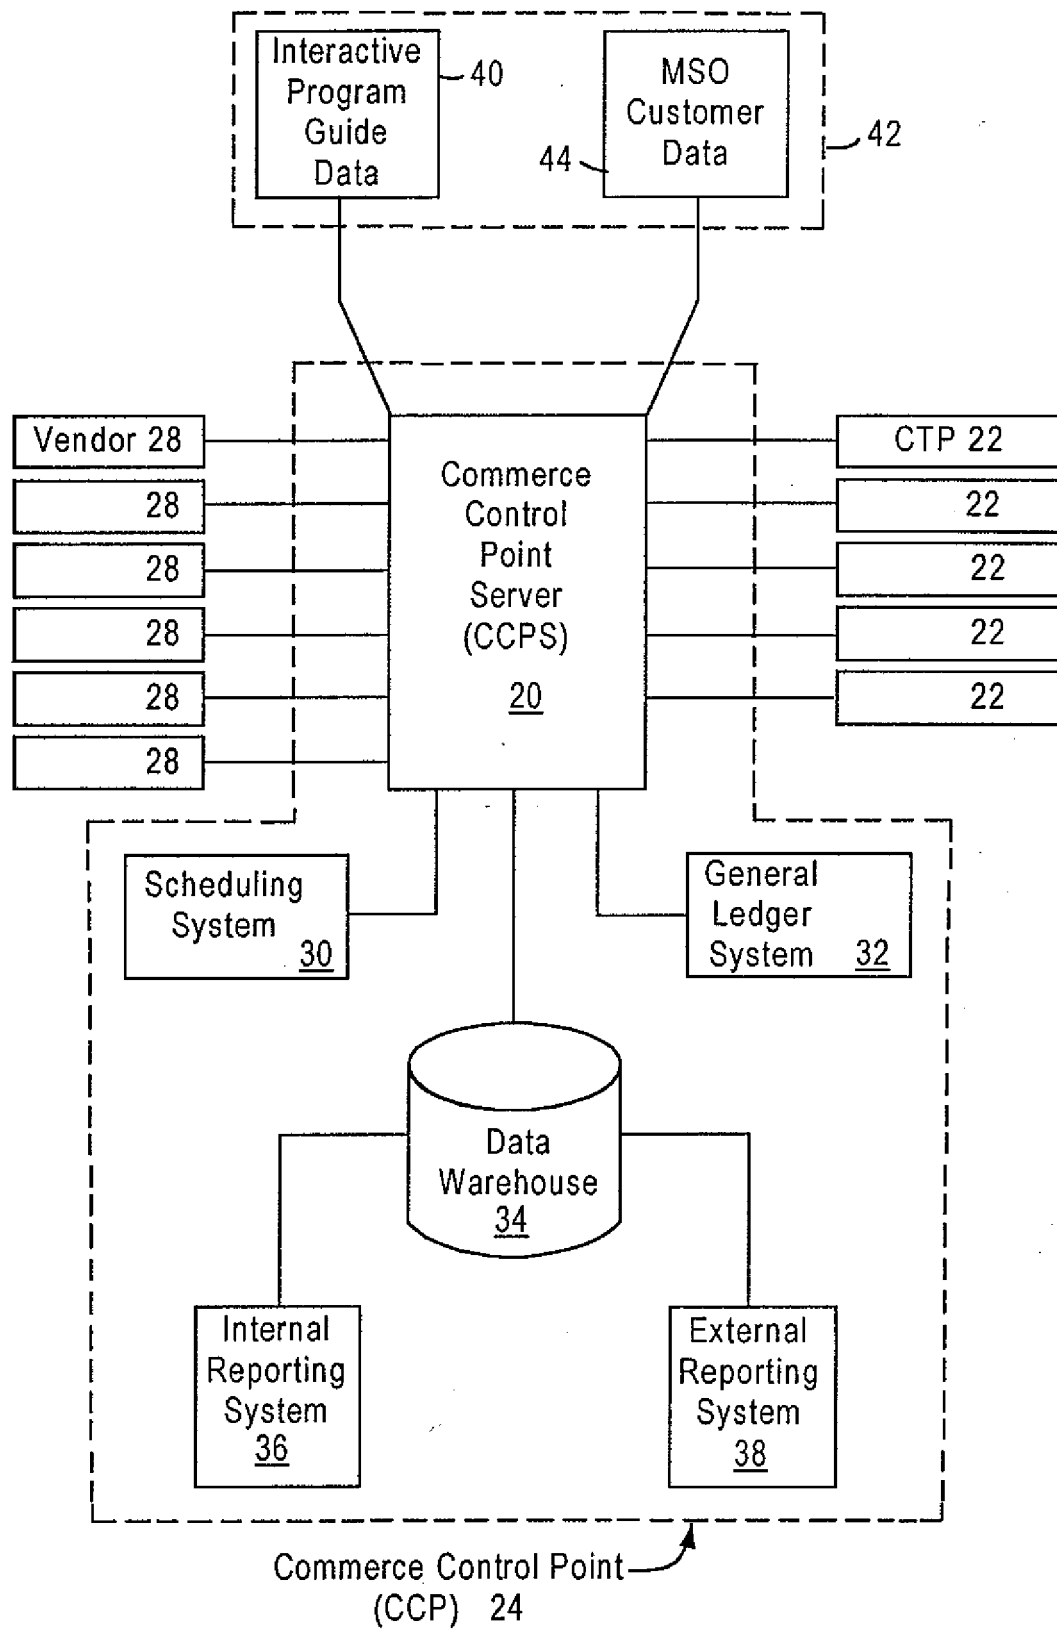 Interactive
Program
Guide
Data
40
MSO
Customer
Data
44
42
Vendor 28
28
28
28
28
28
Commerce
Control
Point
Server
(CCPS)
20
CTP 22
22
22
22
22
Scheduling
System
30
General
Ledger
System 32
Data
Warehouse
34
Internal
Reporting
System
36
External
Reporting
System
38
Commerce Control Point
(CCP) 24